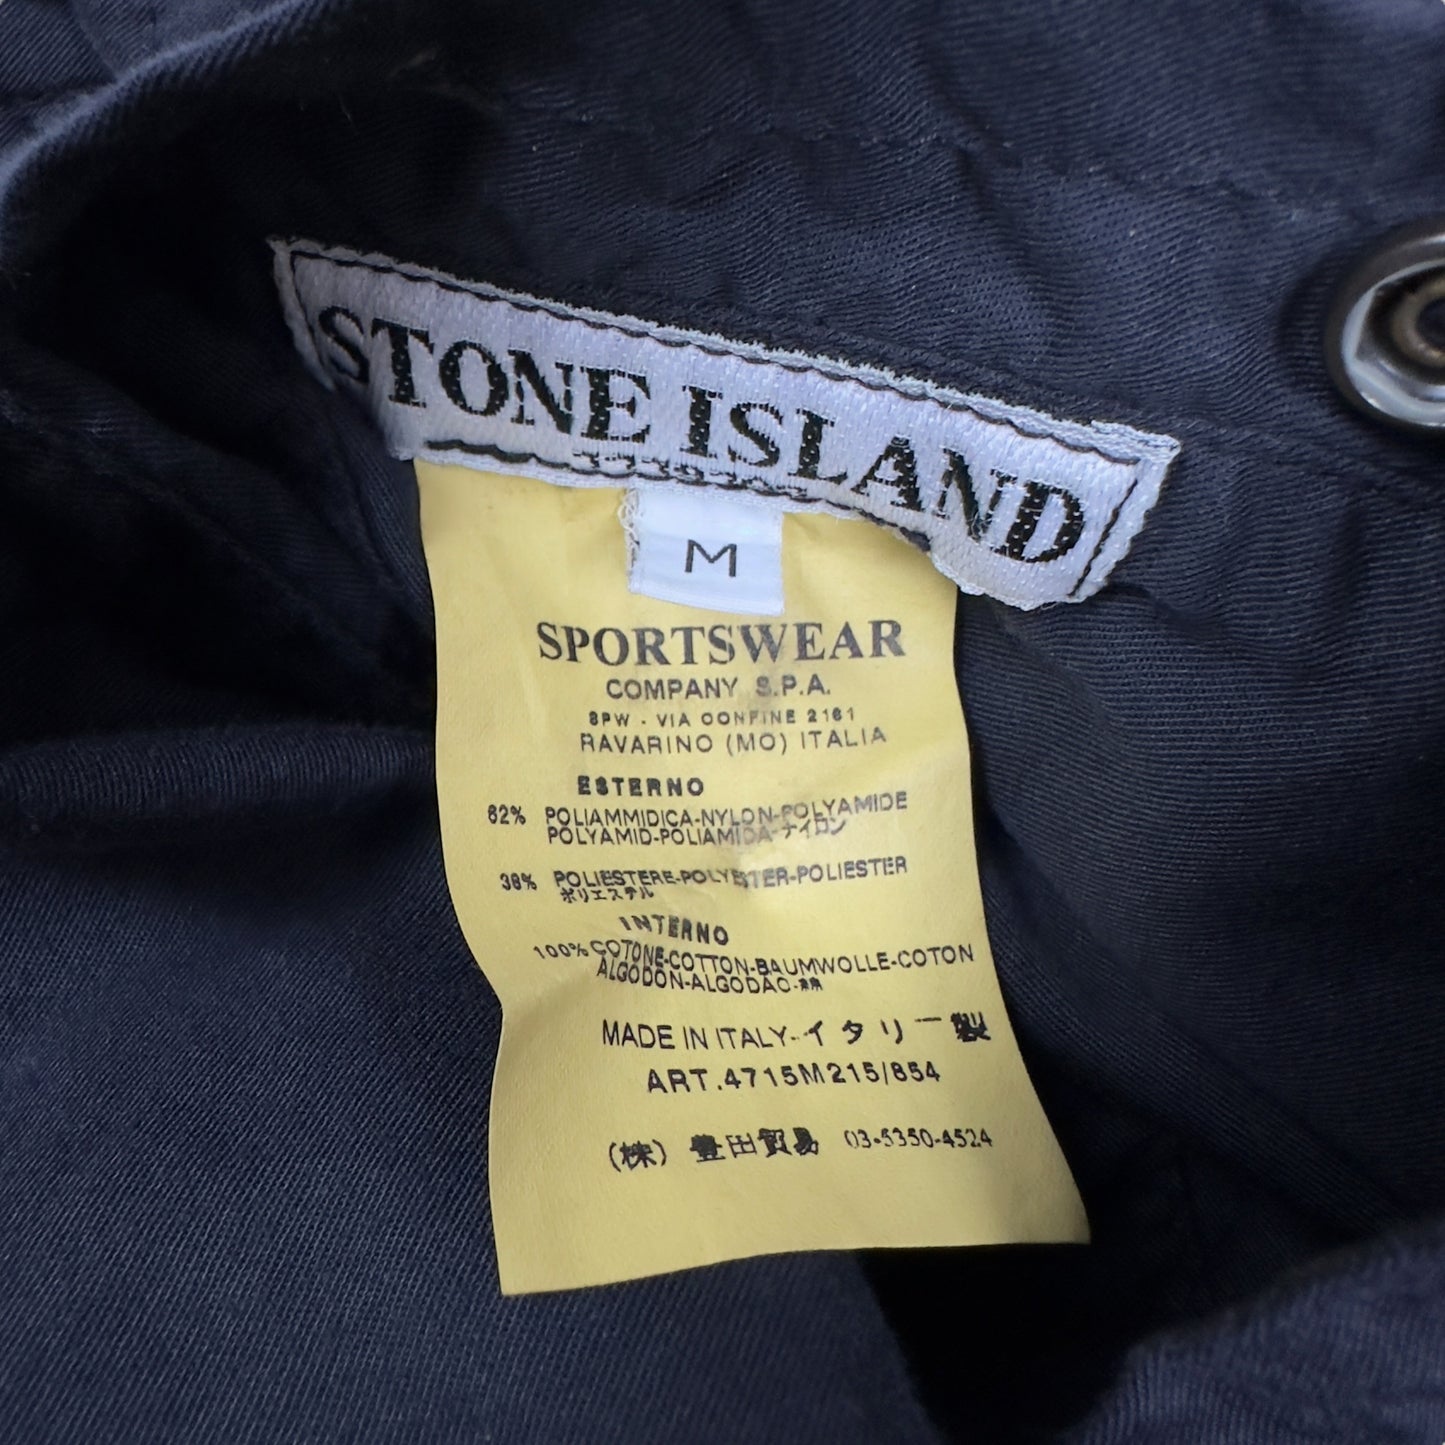 STONE ISLAND
M
SPORTSWEAR
COMPANY S.P.A.
SPW - VIA CONFINE 2161
RAVARINO (MO) ITALIA
ESTERNO
62% POLIAMMIDICA-NYLON-POLYAMIDE
POLYAMID-POLIAMIDA-ナイロン
38% POLIESTERE-POLYESTER-POLIESTER
ポリエステル
INTERNO
100% COTONE-COTTON-BAUMWOLLE-COTON
ALGODON-ALGODAO-綿
MADE IN ITALY-イタリー製
ART.4715M215/854
(株) 豊田貿易 03-5350-4524